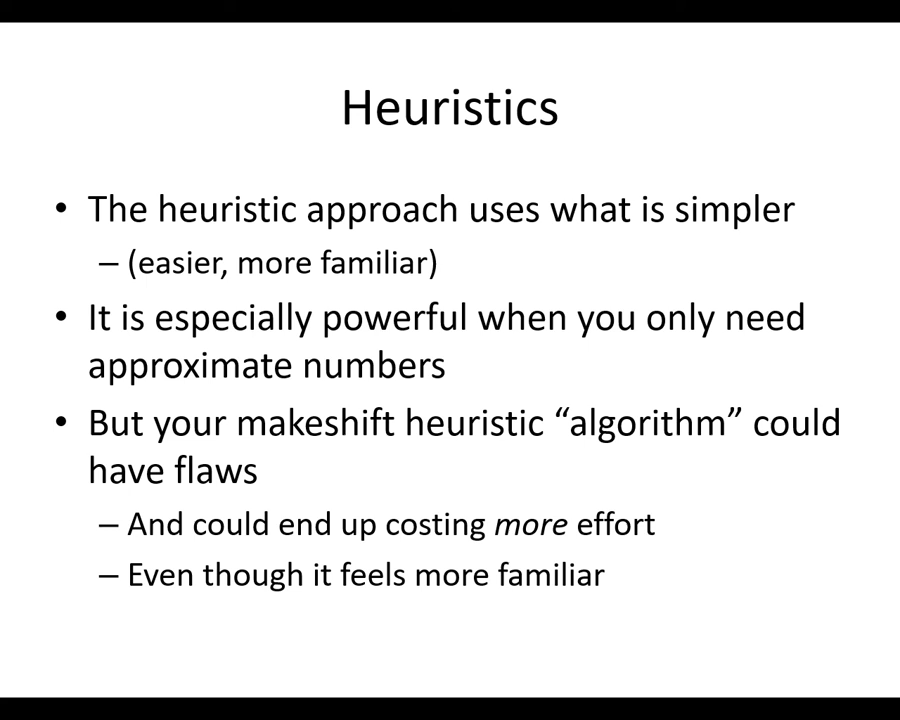 Heuristics
• The heuristic approach uses what is simpler
– (easier, more familiar)
• It is especially powerful when you only need
approximate numbers
• But your makeshift heuristic “algorithm” could
have flaws
– And could end up costing more effort
– Even though it feels more familiar